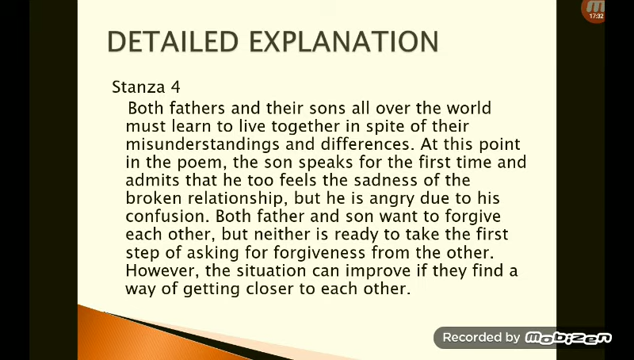 17:32
DETAILED EXPLANATION
Stanza 4
Both fathers and their sons all over the world
must learn to live together in spite of their
misunderstandings and differences. At this point
in the poem, the son speaks for the first time and
admits that he too feels the sadness of the
broken relationship, but he is angry due to his
confusion. Both father and son want to forgive
each other, but neither is ready to take the first
step of asking for forgiveness from the other.
However, the situation can improve if they find a
way of getting closer to each other.
Recorded by Mobizen